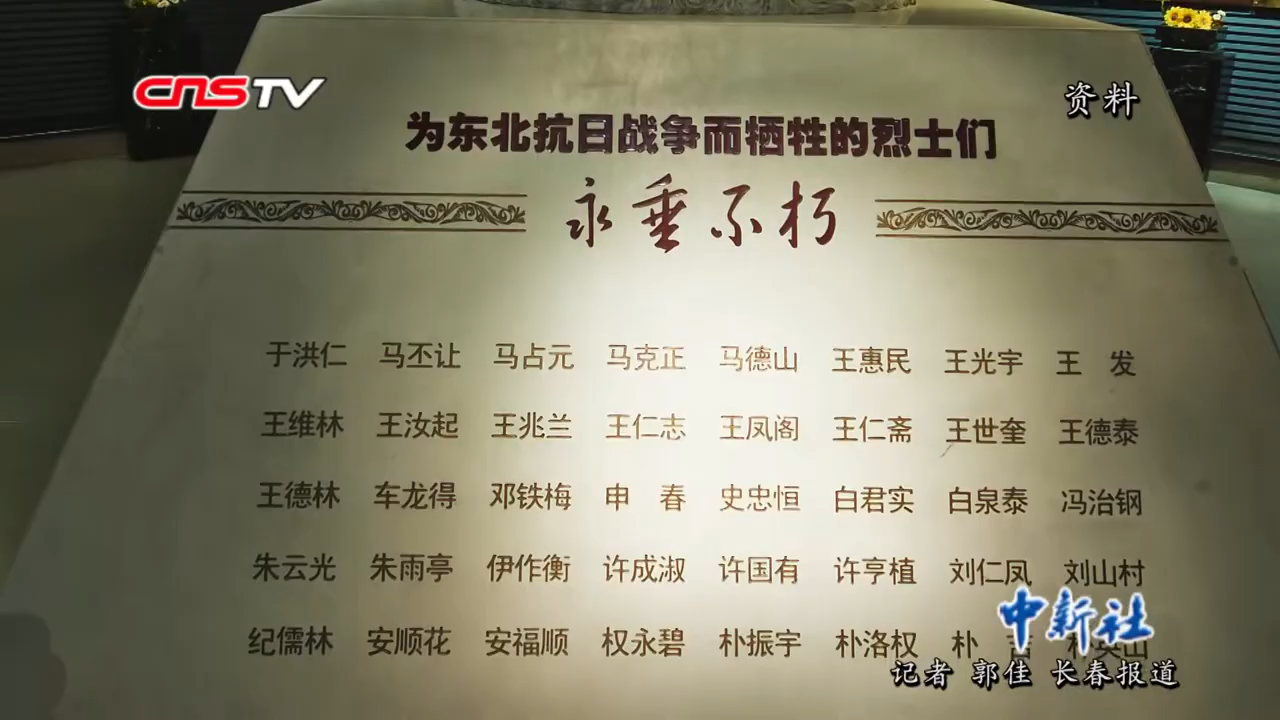 CNSTV
资料
为东北抗日战争而牺牲的烈士们
永垂不朽
于洪仁 马丕让 马占元 马克正 马德山 王惠民 王光宇 王 发
王维林 王汝起 王兆兰 王仁志 王凤阁 王仁斋 王世奎 王德泰
王德林 车龙得 邓铁梅 申 春 史忠恒 白君实 白泉泰 冯治钢
朱云光 朱雨亭 伊作衡 许成淑 许国有 许亨植 刘仁凤 刘山村
纪儒林 安顺花 安福顺 权永碧 朴振宇 朴洛权 朴 吉
中新社
记者 郭佳 长春报道